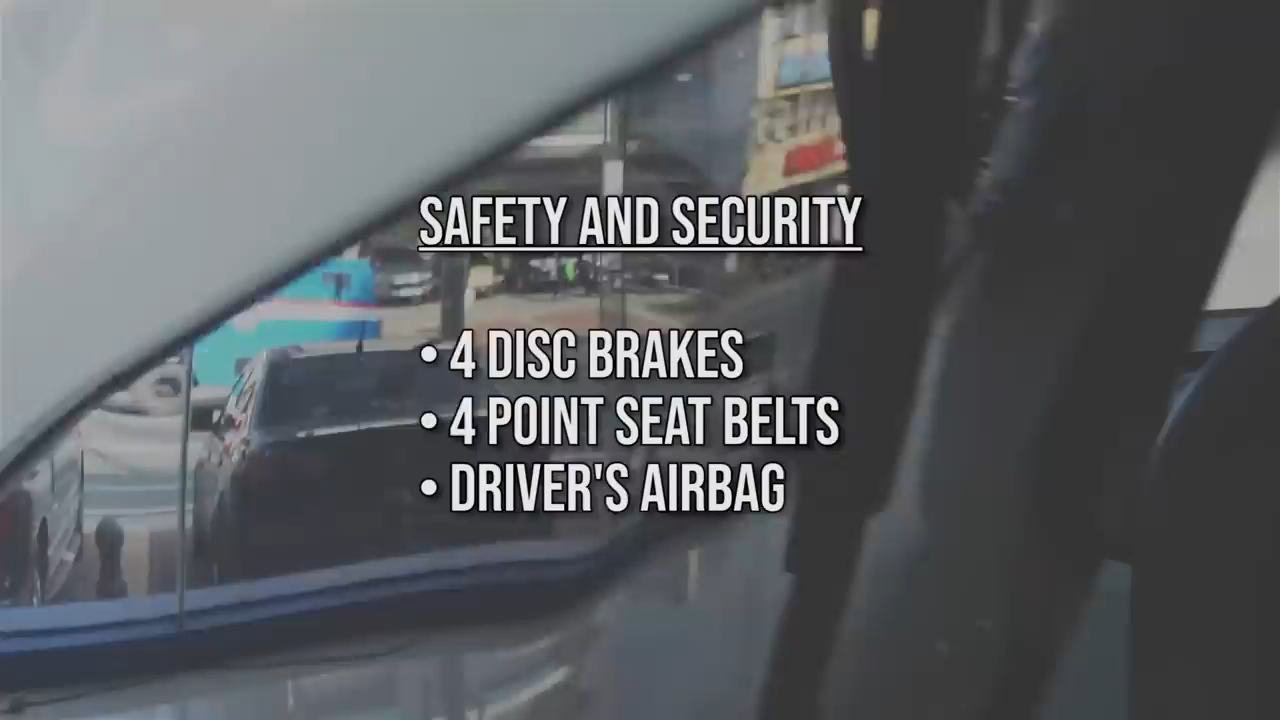 SAFETY AND SECURITY
• 4 DISC BRAKES
• 4 POINT SEAT BELTS
• DRIVER'S AIRBAG